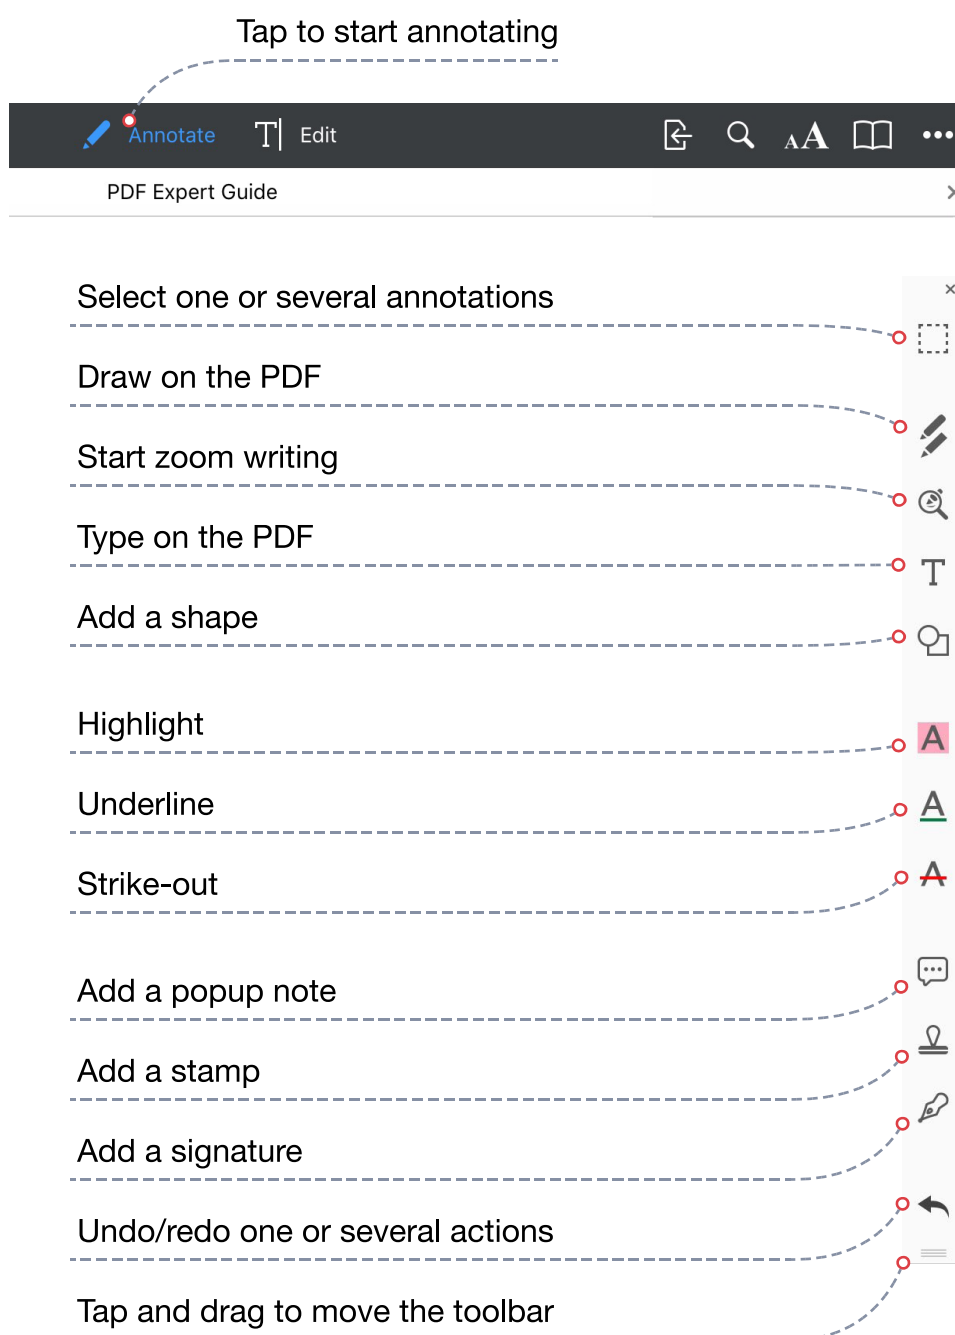 Tap to start annotating
Annotate
Edit
AA
PDF Expert Guide
Select one or several annotations
Draw on the PDF
Start zoom writing
Type on the PDF
T
Add a shape
Highlight
A
Underline
A
Strike-out
A
Add a popup note
Add a stamp
Add a signature
Undo/redo one or several actions
Tap and drag to move the toolbar